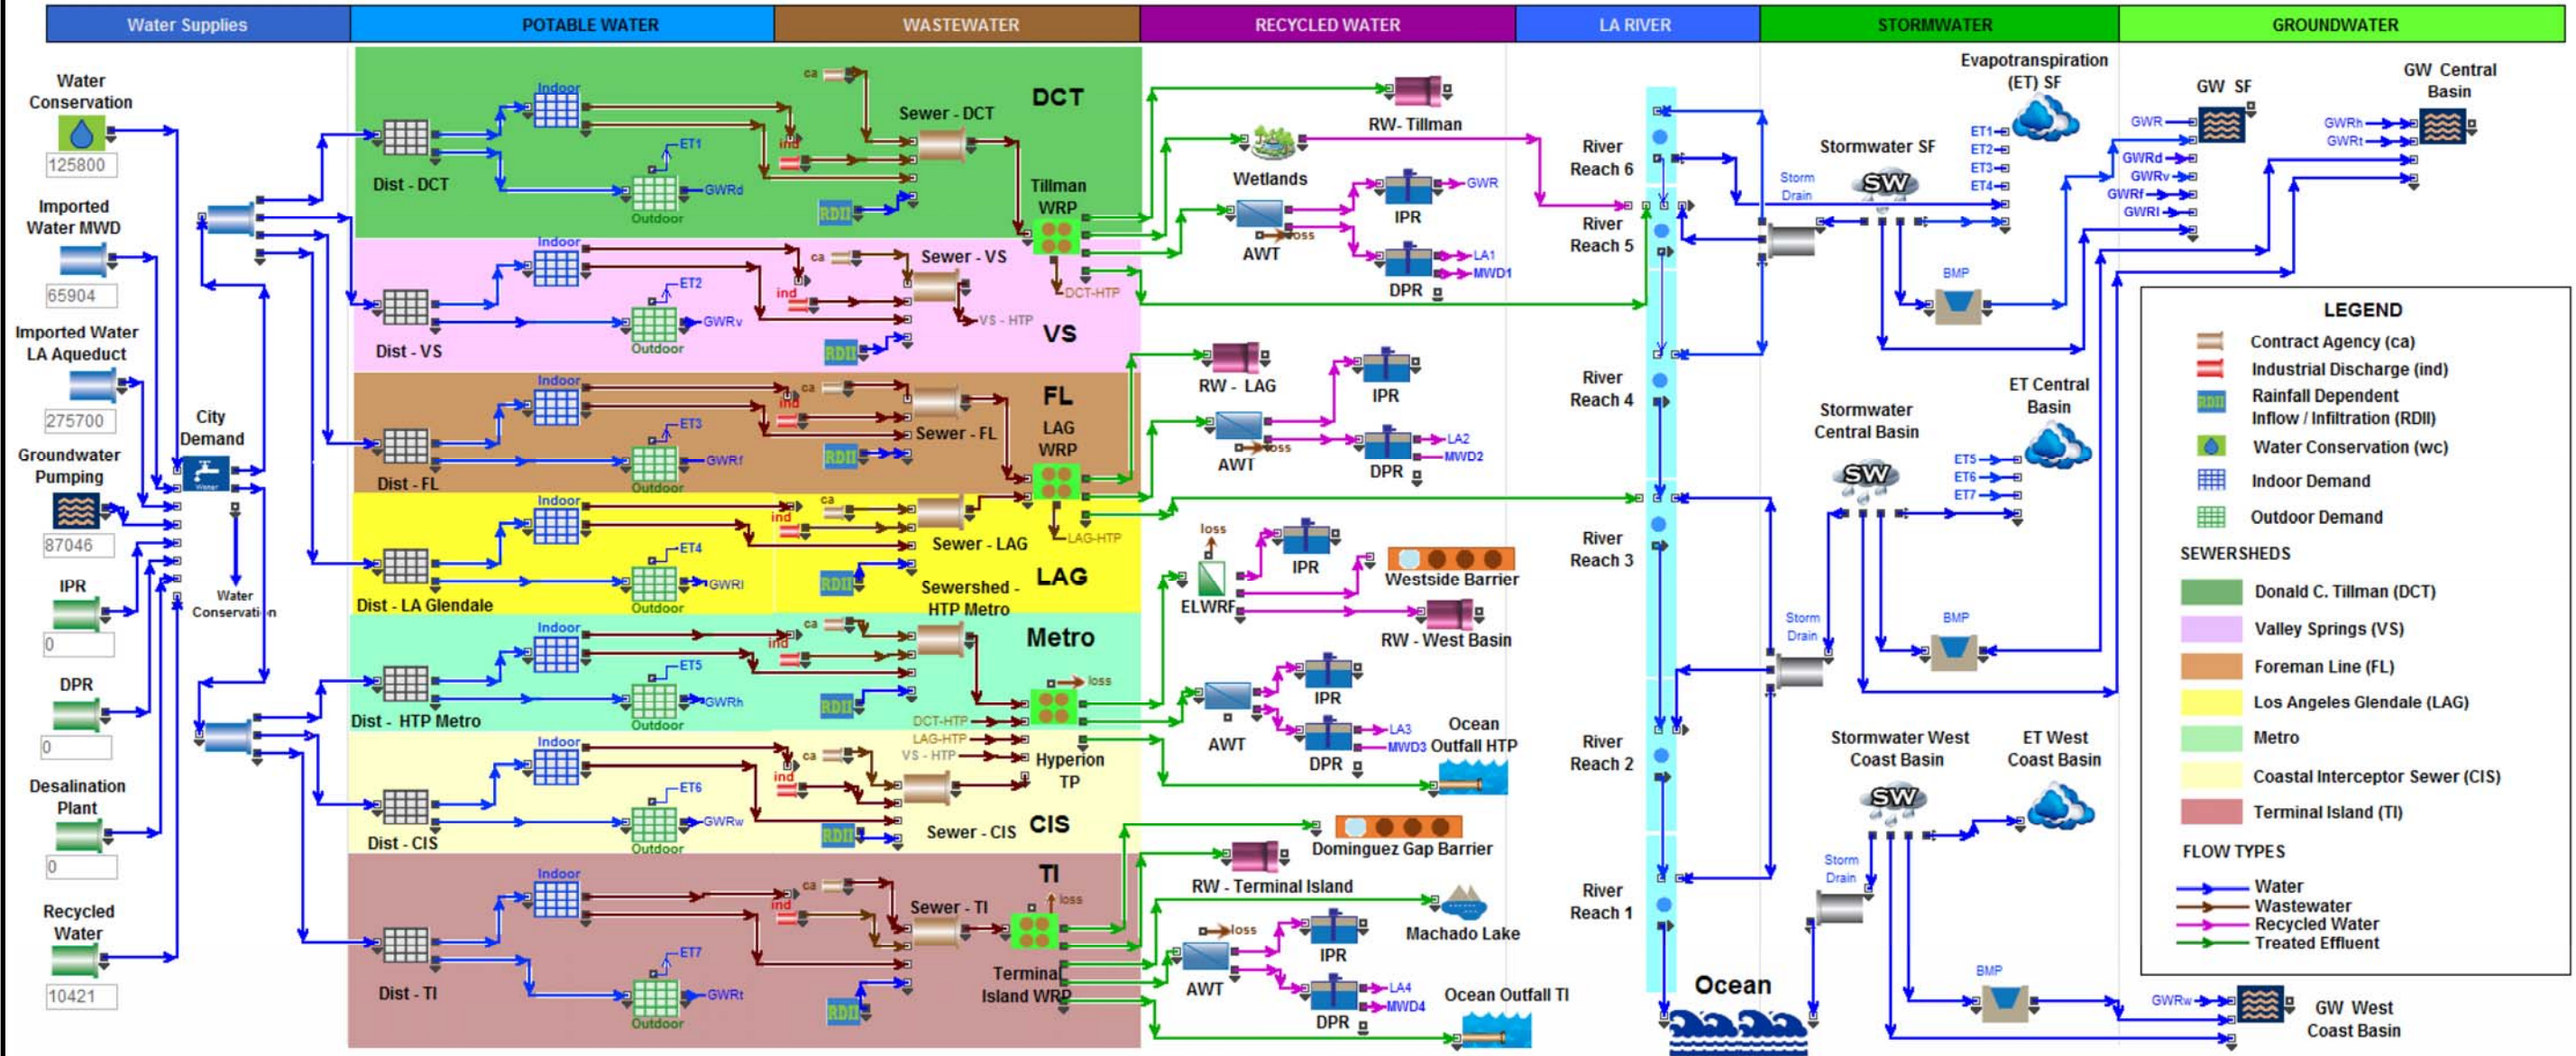 Water Supplies
POTABLE WATER
WASTEWATER
RECYCLED WATER
LA RIVER
STORMWATER
GROUNDWATER
Water
Conservation
125800
Imported
Water MWD
65904
Imported Water
LA Aqueduct
275700
Groundwater
Pumping
87046
IPR
0
DPR
0
Desalination
Plant
0
Recycled
Water
10421
City
Demand
Water
Water
Conservation
Dist - DCT
Indoor
ET1
GWRd
Outdoor
ca
ind
RDII
Sewer - DCT
DCT
Tillman
WRP
DCT-HTP
Dist - VS
Indoor
ET2
GWRv
Outdoor
ca
ind
RDII
Sewer - VS
VS - HTP
VS
Dist - FL
Indoor
ET3
GWRf
Outdoor
ca
ind
RDII
Sewer - FL
FL
LAG
WRP
LAG-HTP
Dist - LA Glendale
Indoor
ET4
GWRl
Outdoor
ca
ind
RDII
Sewer - LAG
LAG
Sewershed -
HTP Metro
Dist - HTP Metro
Indoor
ET5
GWRh
Outdoor
ca
ind
RDII
Metro
loss
DCT-HTP
LAG-HTP
VS - HTP
Hyperion
TP
Dist - CIS
Indoor
ET6
GWRw
Outdoor
ca
ind
RDII
Sewer - CIS
CIS
Dist - TI
Indoor
ET7
GWRt
Outdoor
ca
ind
RDII
Sewer - TI
TI
loss
Terminal
Island WRP
RW- Tillman
Wetlands
AWT
loss
IPR
GWR
DPR
LA1
MWD1
RW - LAG
AWT
loss
IPR
DPR
LA2
MWD2
loss
ELWRF
IPR
Westside Barrier
RW - West Basin
AWT
IPR
DPR
LA3
MWD3
Ocean
Outfall HTP
Dominguez Gap Barrier
RW - Terminal Island
Machado Lake
loss
AWT
IPR
DPR
LA4
MWD4
Ocean Outfall TI
River
Reach 6
River
Reach 5
River
Reach 4
River
Reach 3
River
Reach 2
River
Reach 1
Ocean
Evapotranspiration
(ET) SF
ET1
ET2
ET3
ET4
Stormwater SF
SW
Storm
Drain
BMP
Stormwater
Central Basin
SW
ET Central
Basin
ET5
ET6
ET7
Storm
Drain
BMP
Stormwater West
Coast Basin
SW
ET West
Coast Basin
Storm
Drain
BMP
GW SF
GWR
GWRd
GWRv
GWRf
GWRl
GW Central
Basin
GWRh
GWRt
GWRw
GW West
Coast Basin
LEGEND
Contract Agency (ca)
Industrial Discharge (ind)
RDII
Rainfall Dependent
Inflow / Infiltration (RDII)
Water Conservation (wc)
Indoor Demand
Outdoor Demand
SEWERSHEDS
Donald C. Tillman (DCT)
Valley Springs (VS)
Foreman Line (FL)
Los Angeles Glendale (LAG)
Metro
Coastal Interceptor Sewer (CIS)
Terminal Island (TI)
FLOW TYPES
Water
Wastewater
Recycled Water
Treated Effluent